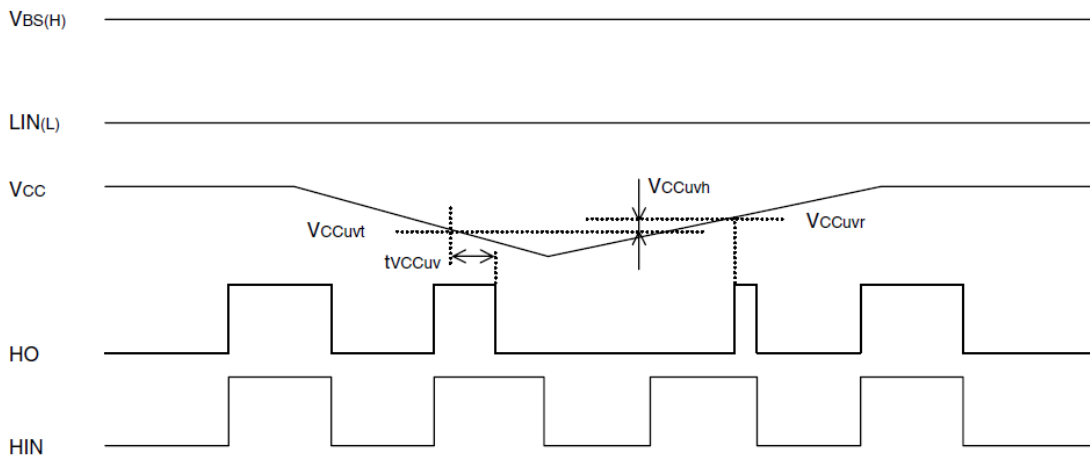 VBS(H)
LIN(L)
VCC
VCCuvh
VCCuvt
VCCuvr
tVCCuv
HO
HIN